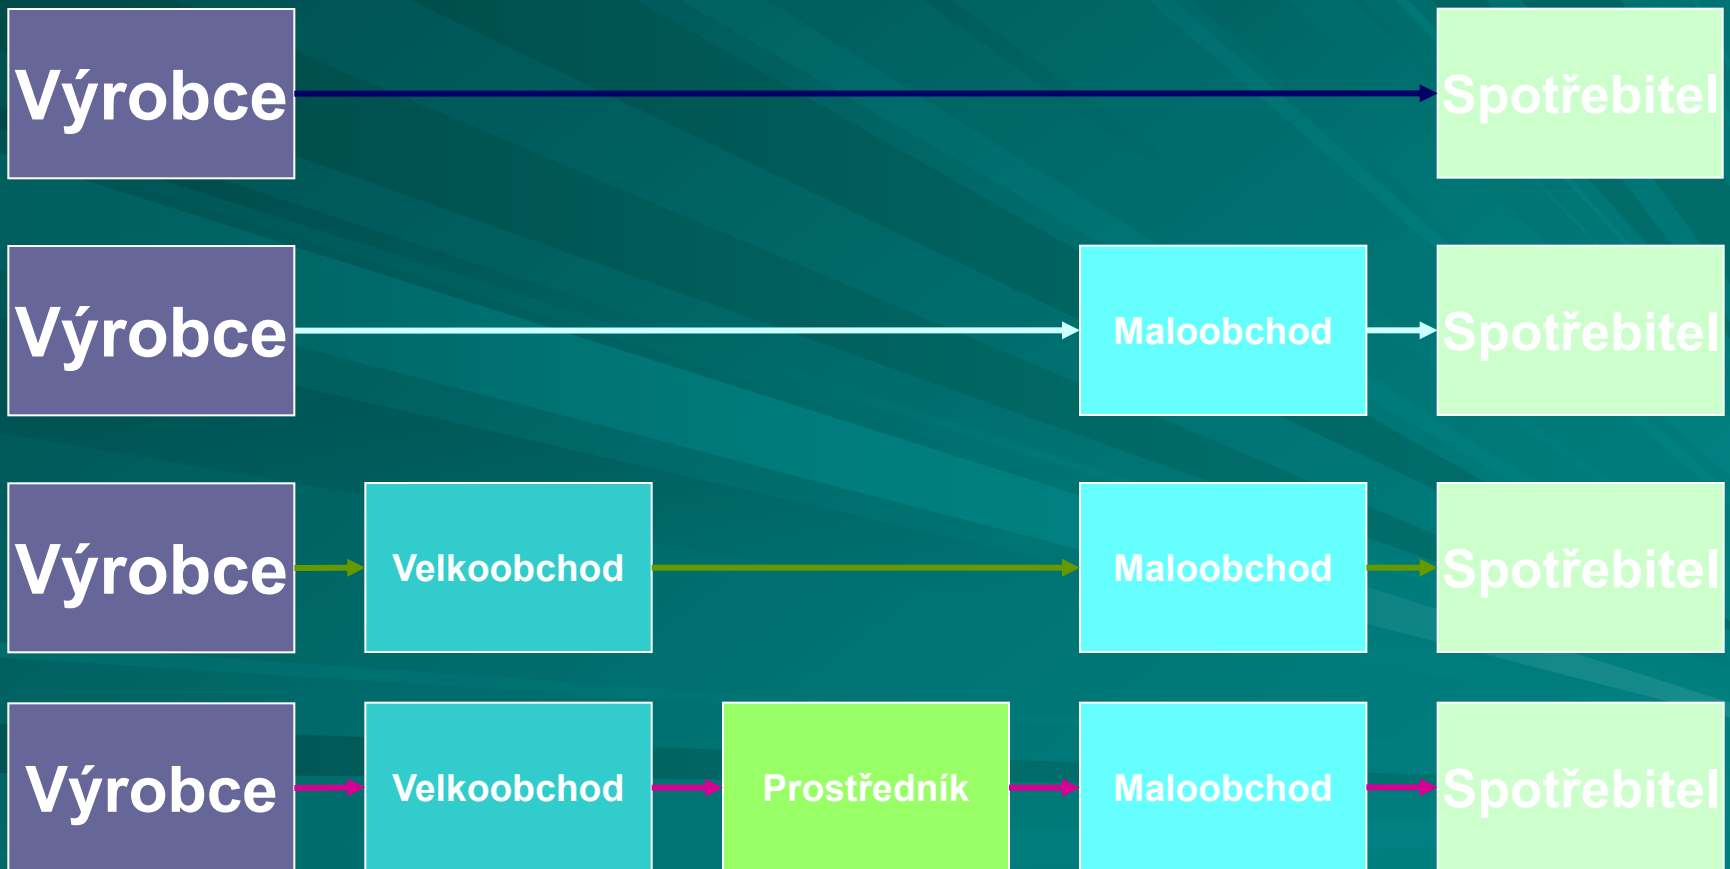 Výrobce
Spotřebitel
Výrobce
Maloobchod
Spotřebitel
Výrobce
Velkoobchod
Maloobchod
Spotřebitel
Výrobce
Velkoobchod
Prostředník
Maloobchod
Spotřebitel